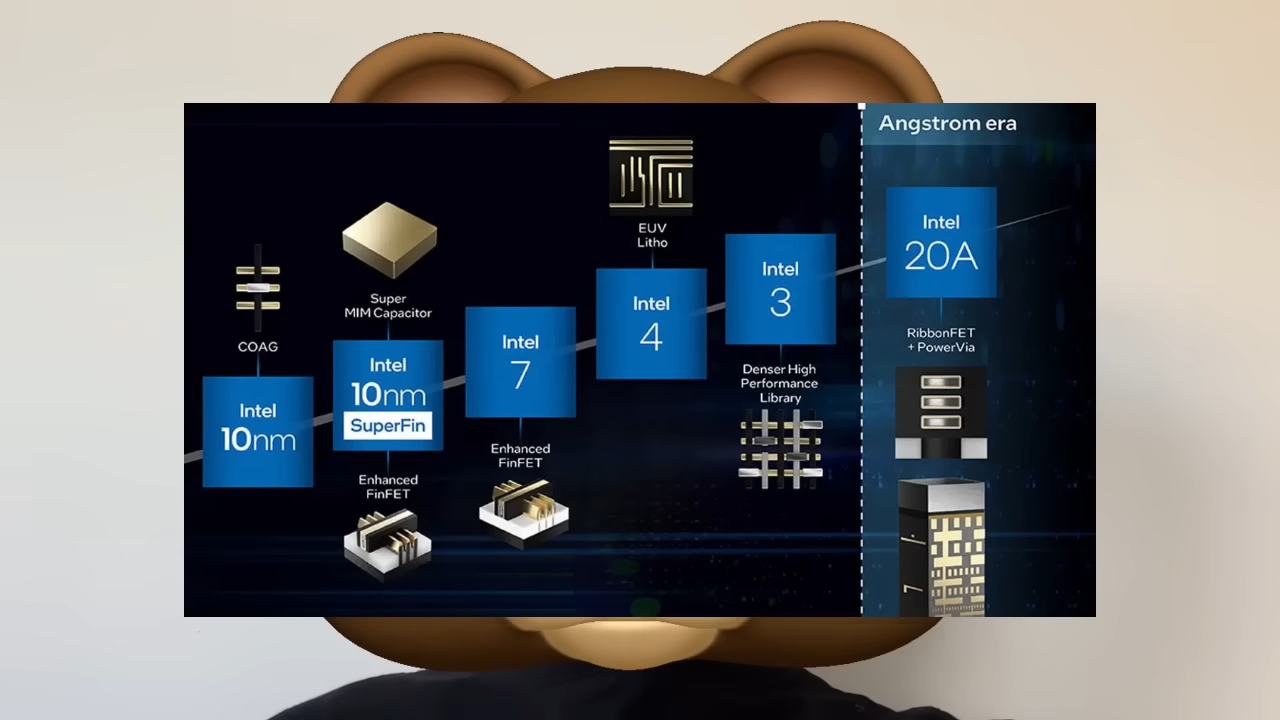 Angstrom era
EUV
Litho
Intel
20A
Super
MIM Capacitor
Intel
3
Intel
4
RibbonFET
+ PowerVia
COAG
Intel
10nm
SuperFin
Intel
7
Denser High
Performance
Library
Intel
10nm
Enhanced
FinFET
Enhanced
FinFET